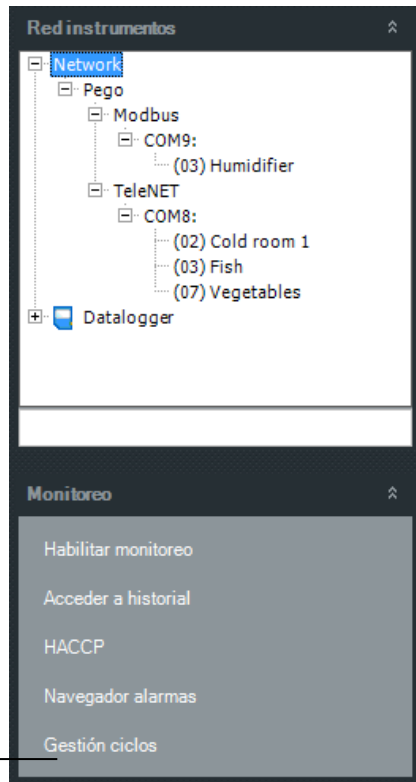 Red instrumentos
Network
Pego
Modbus
COM9:
(03) Humidifier
TeleNET
COM8:
(02) Cold room 1
(03) Fish
(07) Vegetables
Datalogger
Monitoreo
Habilitar monitoreo
Acceder a historial
HACCP
Navegador alarmas
Gestión ciclos